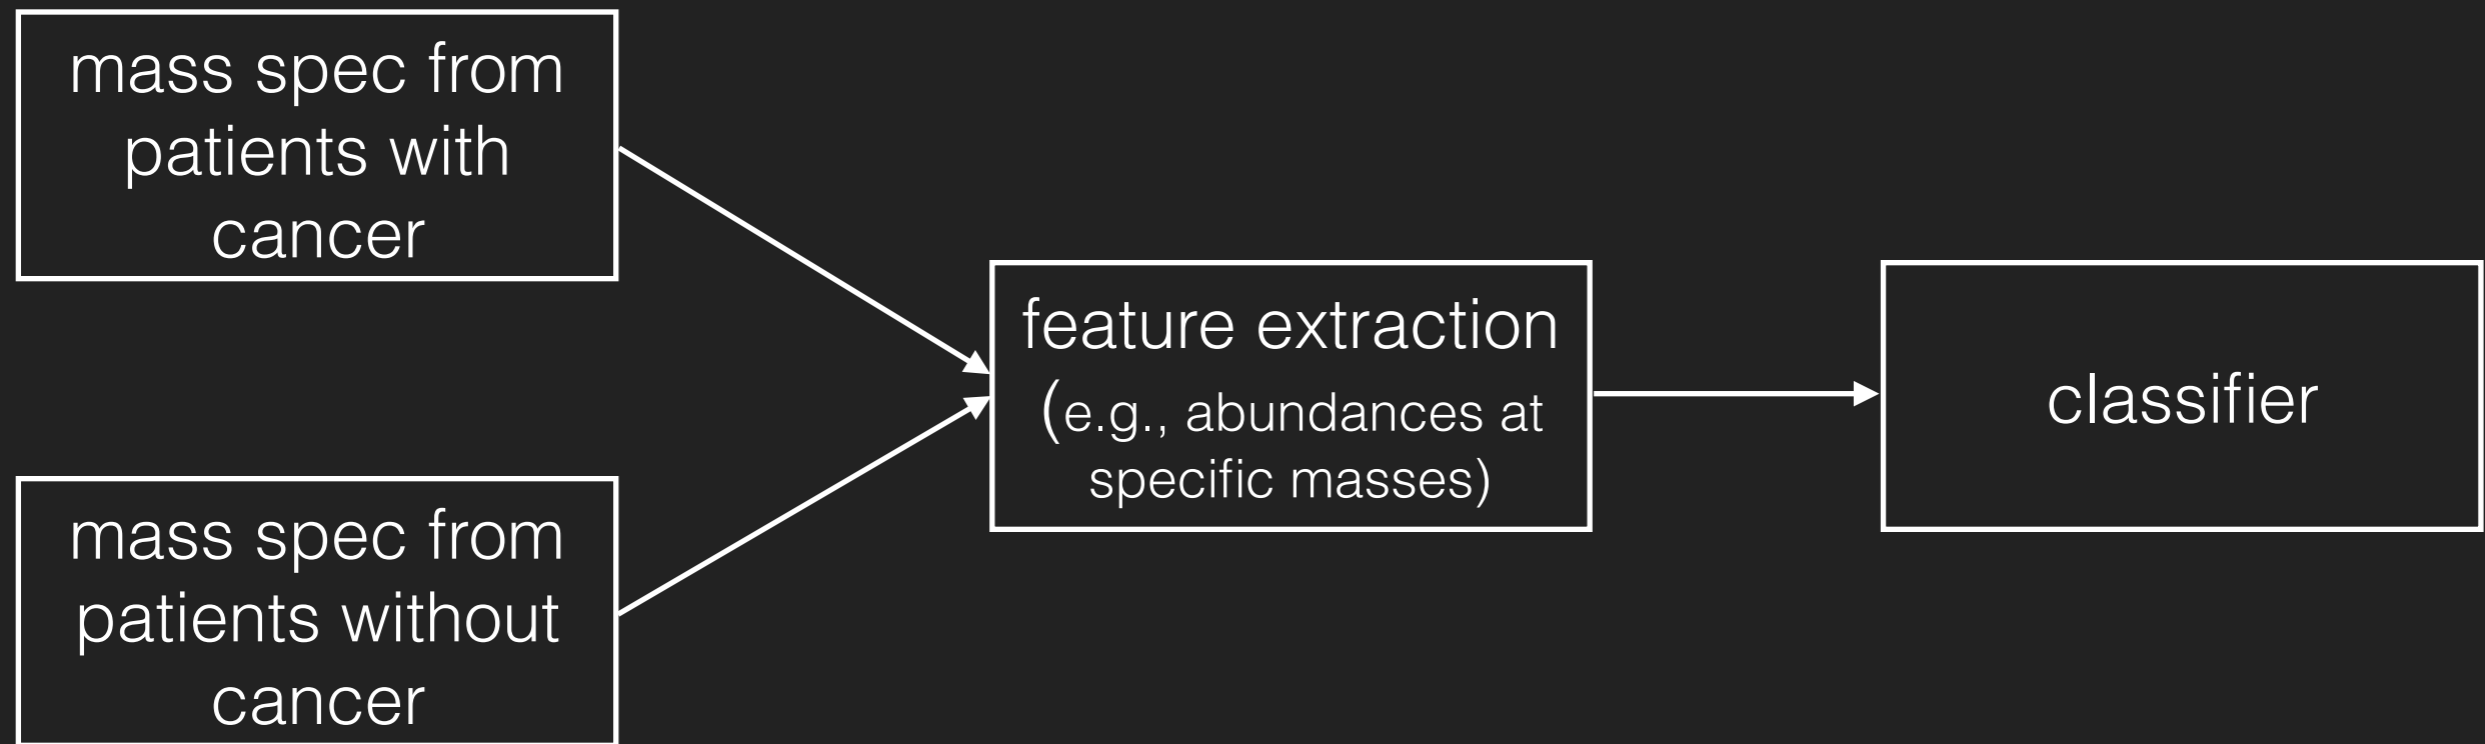 mass spec from
patients with
cancer
mass spec from
patients without
cancer
feature extraction
(e.g., abundances at
specific masses)
classifier